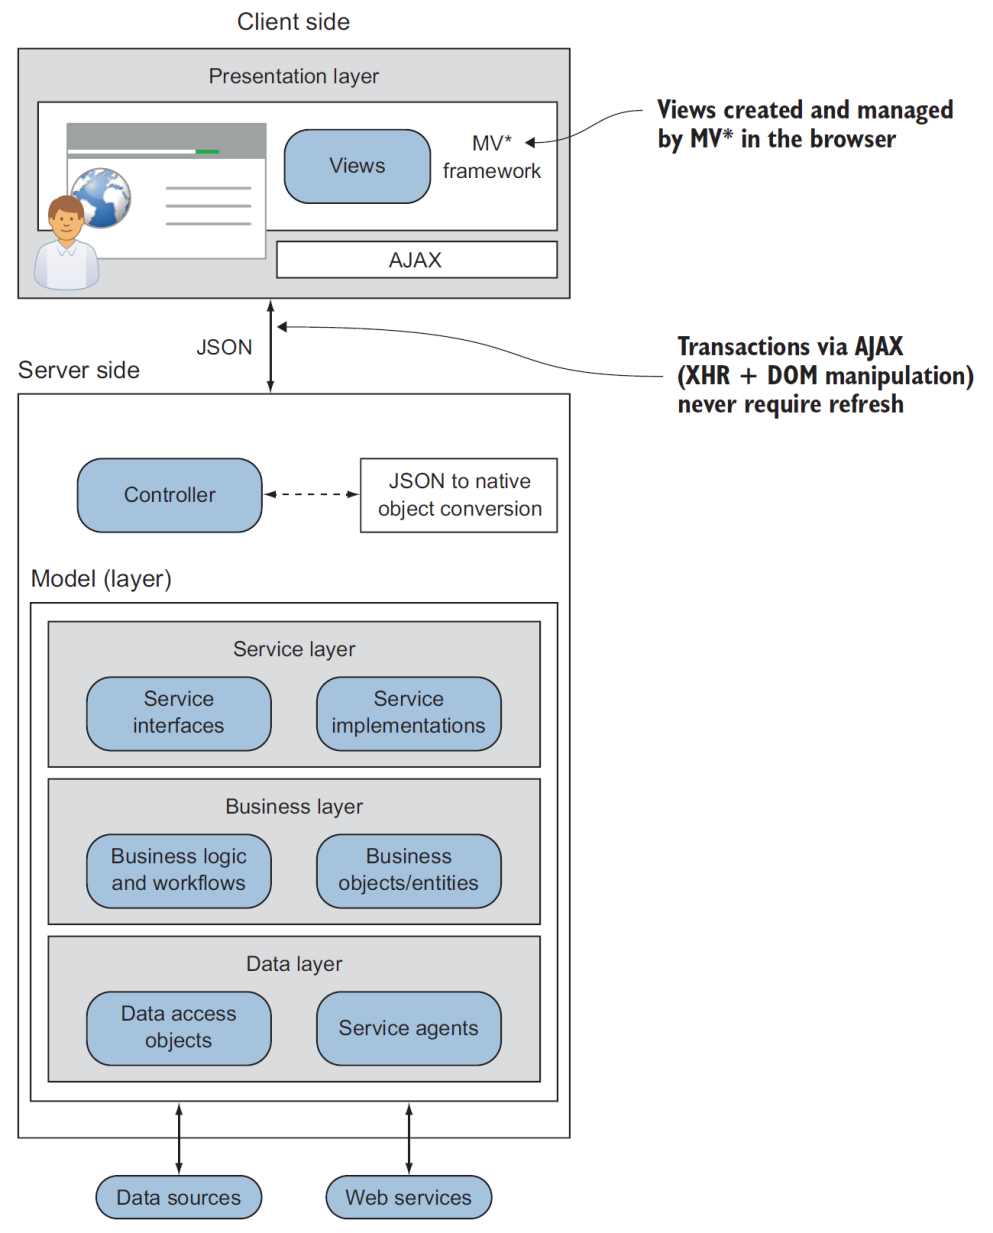 Client side
Presentation layer
Views
MV*
framework
AJAX
Views created and managed
by MV* in the browser
JSON
Transactions via AJAX
(XHR + DOM manipulation)
never require refresh
Server side
Controller
JSON to native
object conversion
Model (layer)
Service layer
Service
interfaces
Service
implementations
Business layer
Business logic
and workflows
Business
objects/entities
Data layer
Data access
objects
Service agents
Data sources
Web services